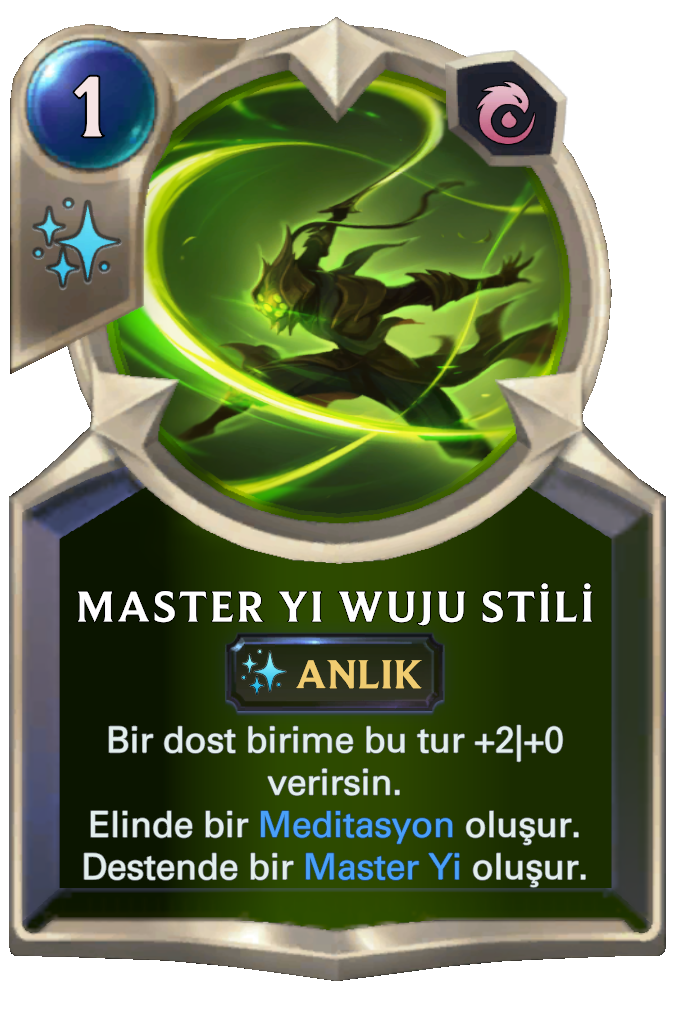 1
MASTER YI WUJU STİLİ
ANLIK
Bir dost birime bu tur +2|+0
verirsin.
Elinde bir Meditasyon oluşur.
Destende bir Master Yi oluşur.